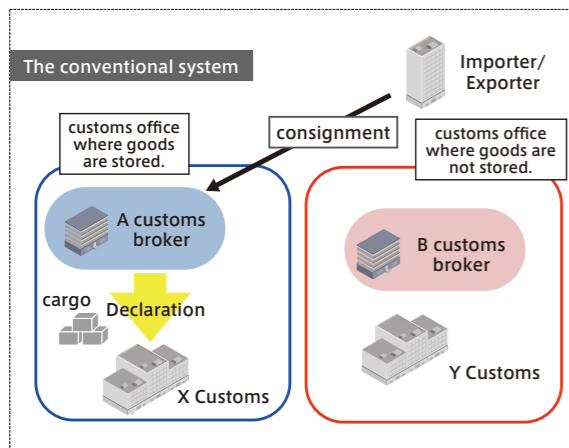 The conventional system
Importer/
Exporter
customs office
where goods
are stored.
consignment
customs office
where goods are
not stored.
A customs
broker
B customs
broker
cargo
Declaration
X Customs
Y Customs